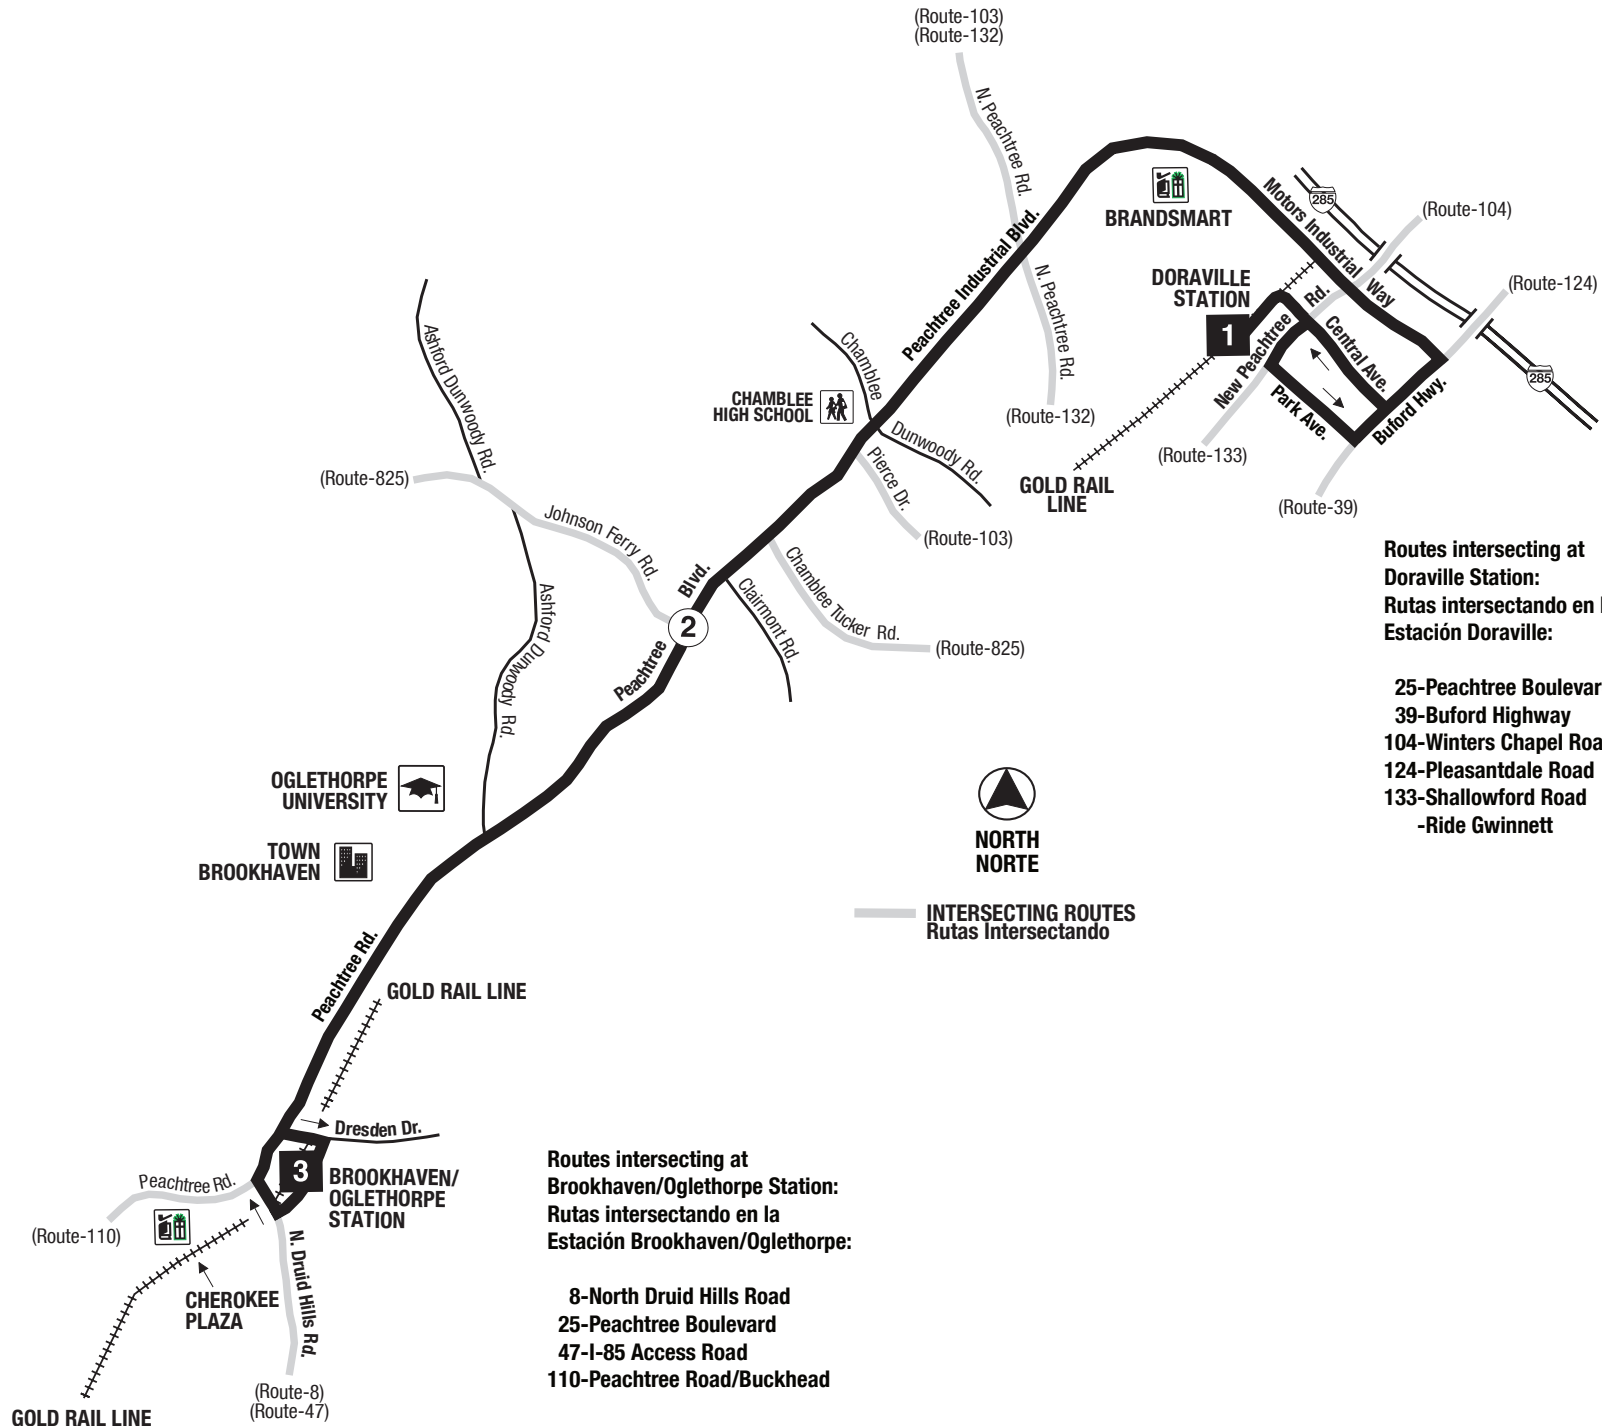 (Route-103)
(Route-132)
N. Peachtree Rd.
Peachtree Industrial Blvd.
N. Peachtree Rd.
(Route-132)
BRANDSMART
Motors Industrial Way
285
(Route-104)
(Route-124)
285
DORAVILLE
STATION
1
New Peachtree Rd.
Central Ave.
Park Ave.
Buford Hwy.
(Route-133)
(Route-39)
GOLD RAIL
LINE
Chamblee
Dunwoody Rd.
CHAMBLEE
HIGH SCHOOL
Pierce Dr.
(Route-103)
Ashford Dunwoody Rd.
(Route-825)
Johnson Ferry Rd.
Ashford Dunwoody Rd.
Peachtree Blvd.
2
Clairmont Rd.
Chamblee Tucker Rd.
(Route-825)
Routes intersecting at
Doraville Station:
Rutas intersectando en
Estación Doraville:
25-Peachtree
39-Buford Highway
104-Winters Chapel
124-Pleasantdale Road
133-Shallowford Road
-Ride Gwinnett
OGLETHORPE
UNIVERSITY
TOWN
BROOKHAVEN
NORTH
NORTE
INTERSECTING ROUTES
Rutas Intersectando
Peachtree Rd.
GOLD RAIL LINE
Dresden Dr.
3
BROOKHAVEN/
OGLETHORPE
STATION
Peachtree Rd.
(Route-110)
CHEROKEE
PLAZA
N. Druid Hills Rd.
(Route-8)
(Route-47)
GOLD RAIL LINE
Routes intersecting at
Brookhaven/Oglethorpe Station:
Rutas intersectando en la
Estación Brookhaven/Oglethorpe:
8-North Druid Hills Road
25-Peachtree Boulevard
47-I-85 Access Road
110-Peachtree Road/Buckhead